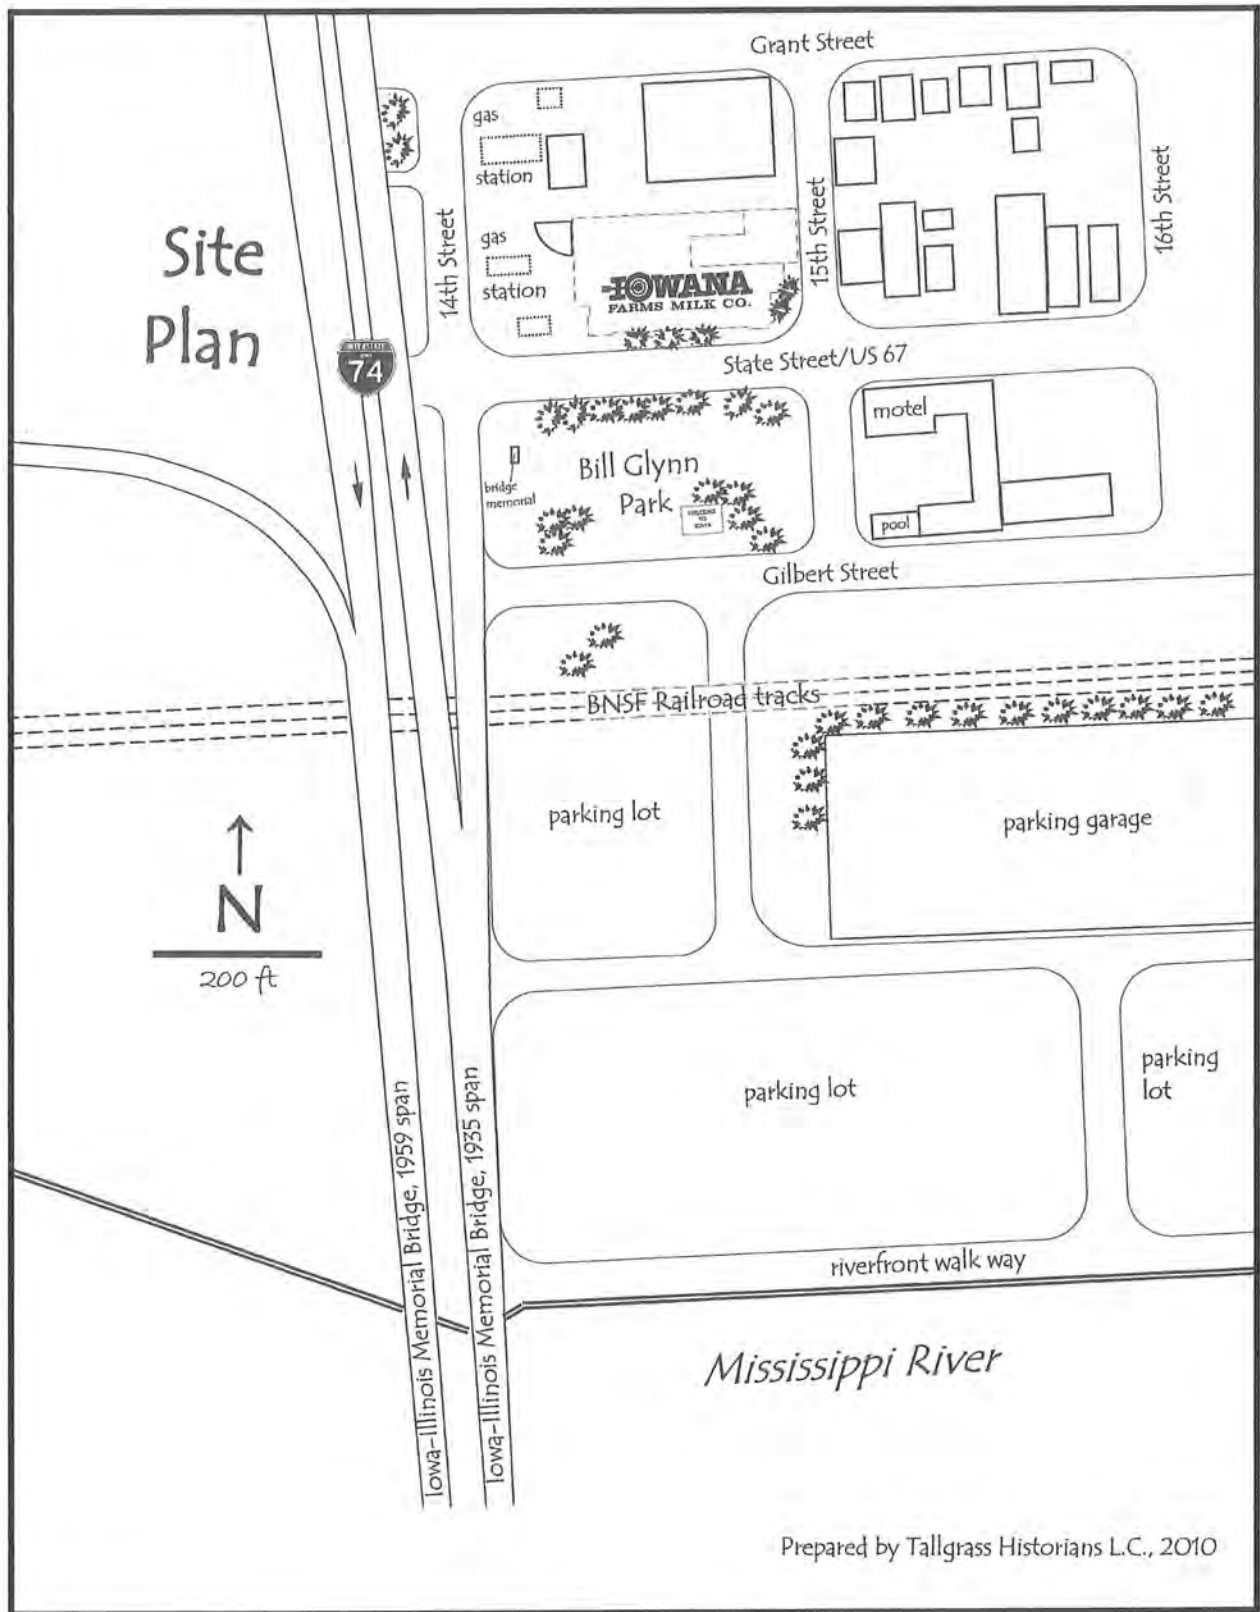 Grant Street
gas
station
14th Street
gas
station
IOWANA
FARMS MILK CO.
15th Street
16th Street
Site
Plan
INTERSTATE
74
State Street/US 67
bridge
memorial
Bill Glynn
Park
WELCOME
TO
motel
pool
Gilbert Street
BNSF Railroad tracks
parking lot
parking garage
N
200 ft
parking lot
parking
lot
Iowa-Illinois Memorial Bridge, 1959 span
Iowa-Illinois Memorial Bridge, 1935 span
riverfront walk way
Mississippi River
Prepared by Tallgrass Historians L.C., 2010